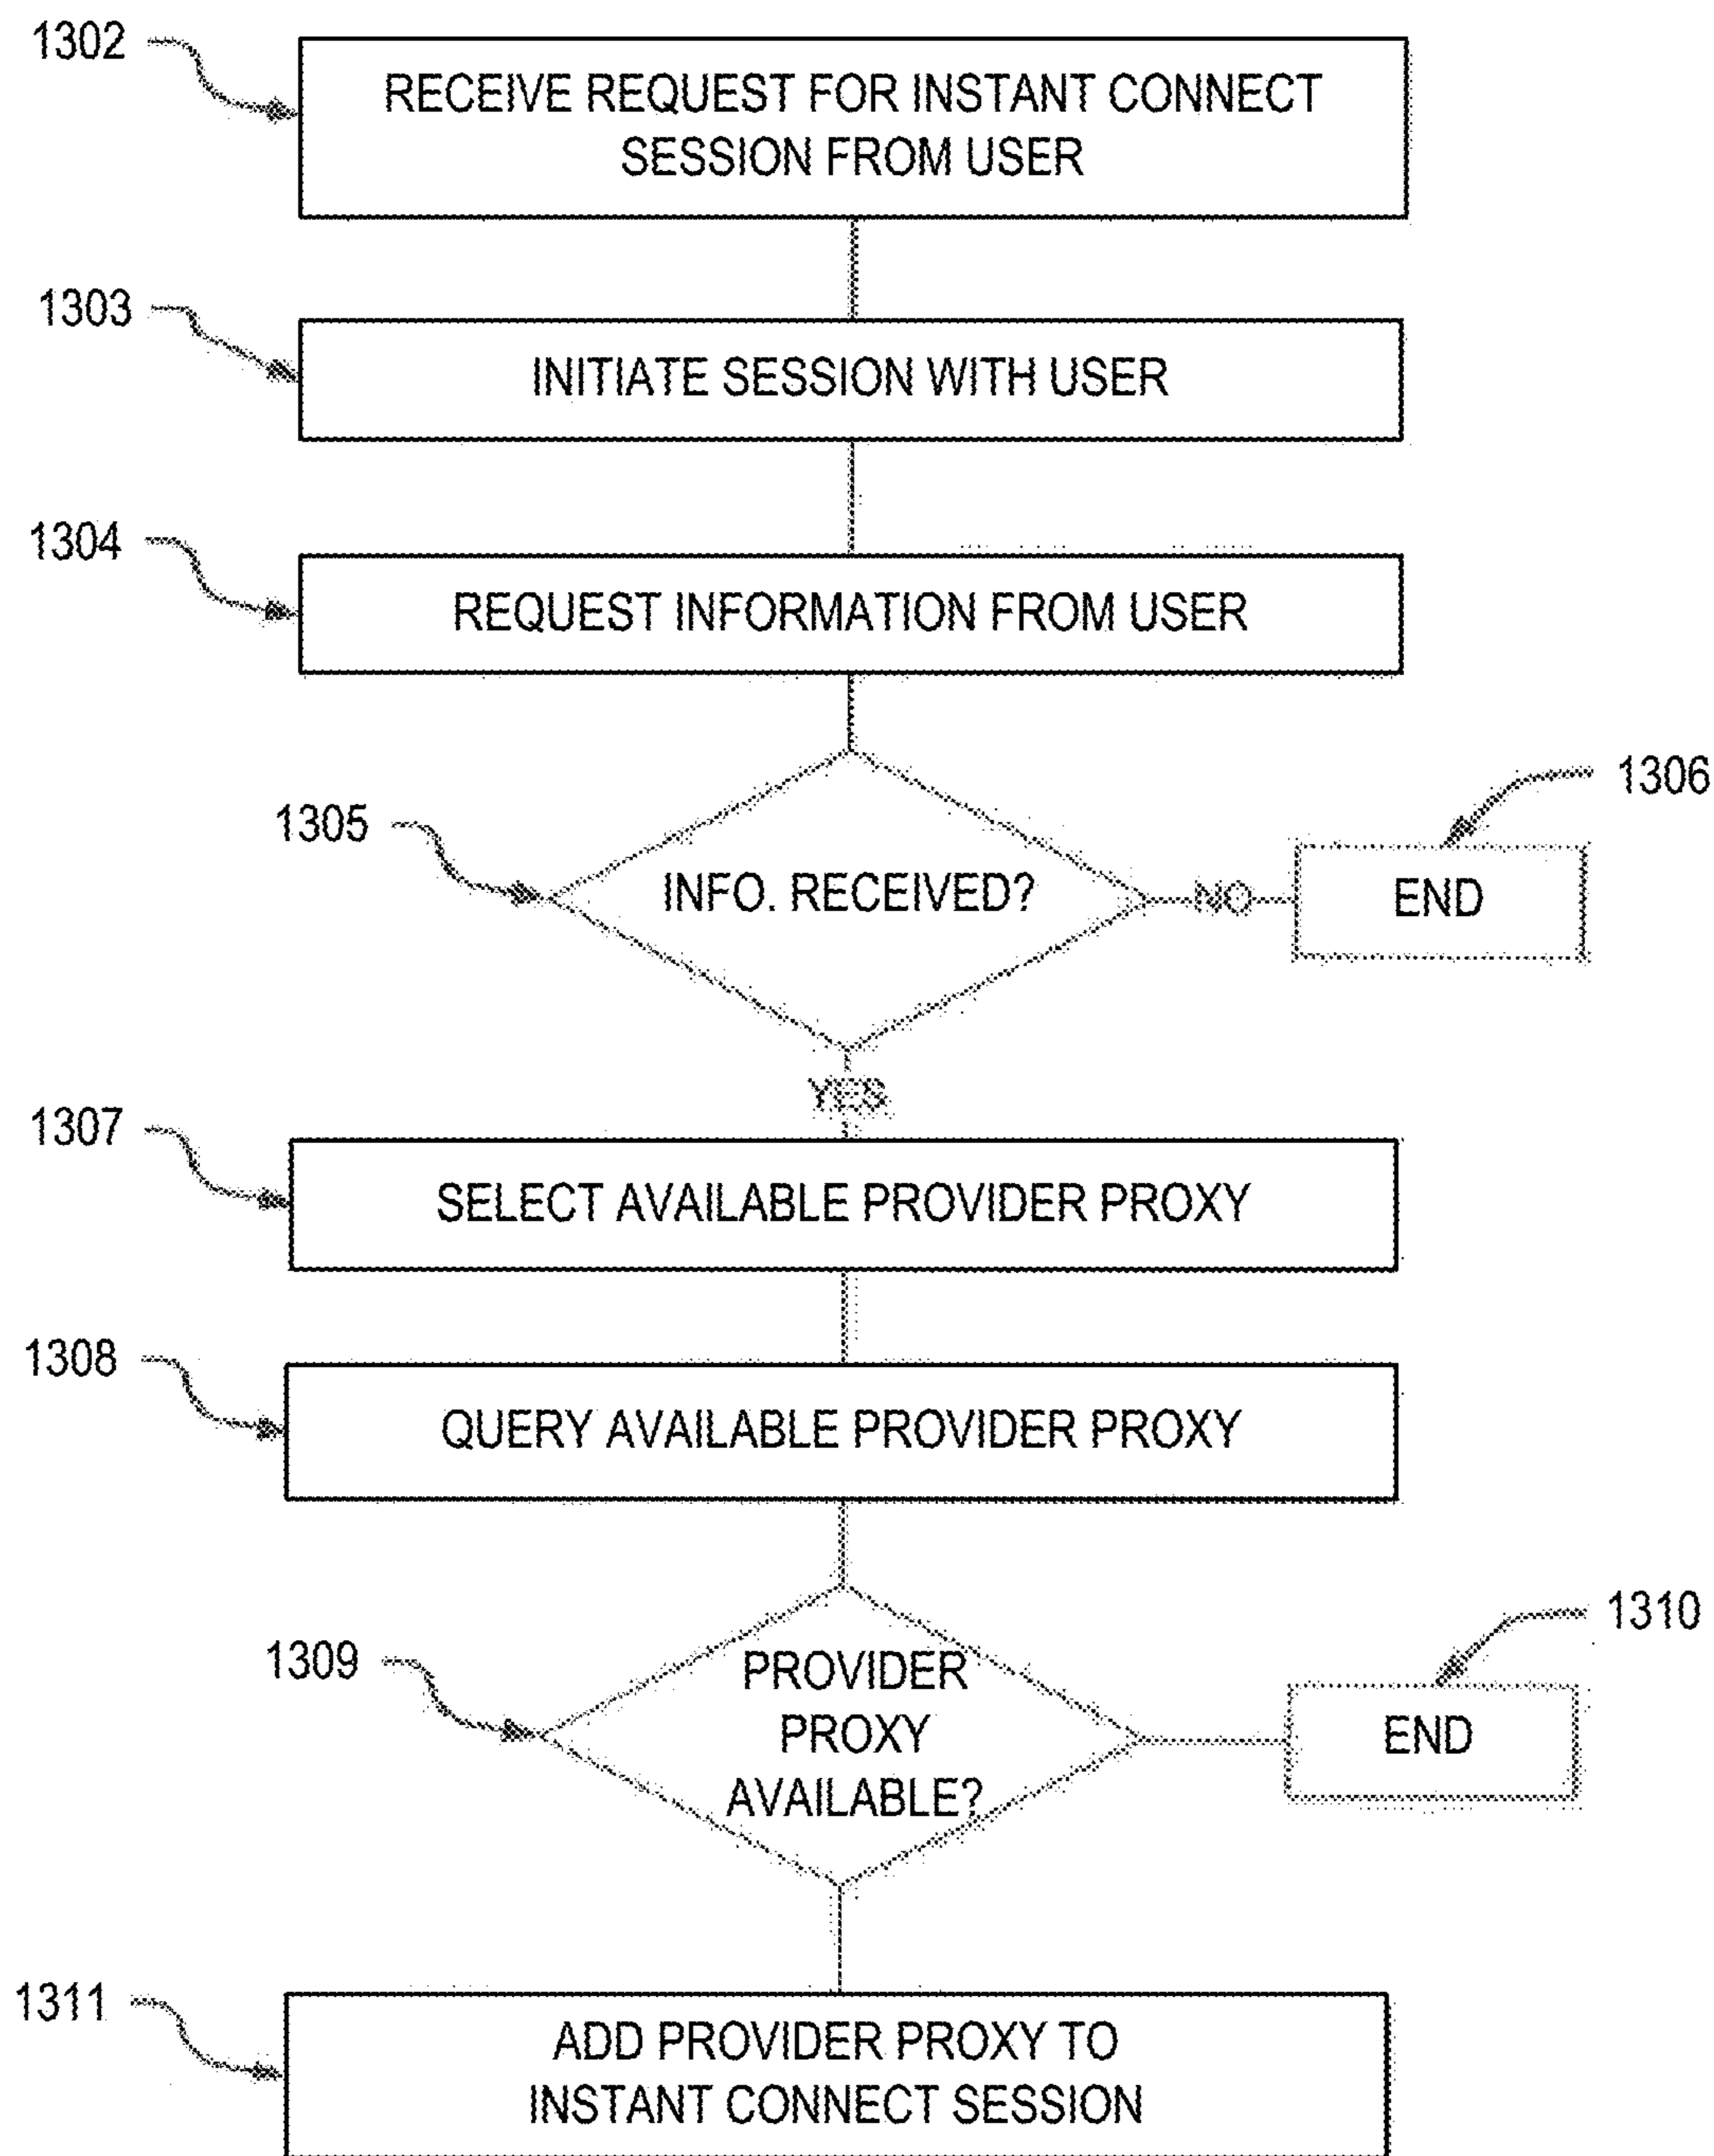 1302
RECEIVE REQUEST FOR INSTANT CONNECT
SESSION FROM USER
1303
INITIATE SESSION WITH USER
1304
REQUEST INFORMATION FROM USER
1305
INFO. RECEIVED?
NO
1306
END
YES
1307
SELECT AVAILABLE PROVIDER PROXY
1308
QUERY AVAILABLE PROVIDER PROXY
1309
PROVIDER
PROXY
AVAILABLE?
1310
END
1311
ADD PROVIDER PROXY TO
INSTANT CONNECT SESSION